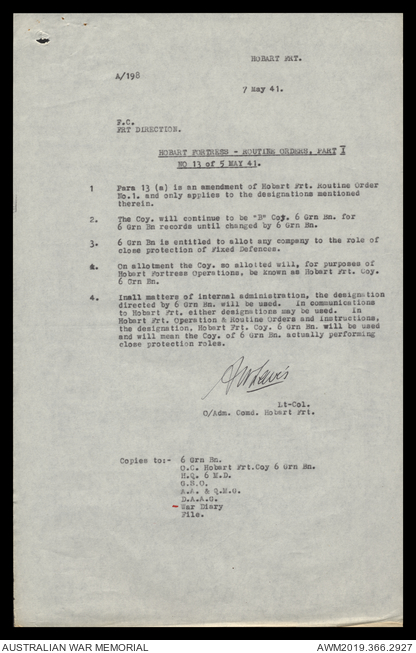 HOBART FRT.
A/198
7 May 41.
F.C.
FRT DIRECTION.
HOBART FORTRESS - ROUTINE ORDERS, PART I
NO 13 of 5 MAY 41.
1 Para 13 (a) is an amendment of Hobart Frt. Routine Order
No.1. and only applies to the designations mentioned
therein.
2. The Coy. will continue to be "B" Coy. 6 Grn Bn. for
6 Grn Bn records until changed by 6 Grn Bn.
3. 6 Grn Bn is entitled to allot any company to the role of
close protection of Fixed Defences.
On allotment the Coy. so allotted will, for purposes of
Hobart Fortress Operations, be known as Hobart Frt. Coy.
6 Grn Bn.
4. Inall matters of internal administration, the designation
directed by 6 Grn Bn. will be used. In communications
to Hobart Frt. either designations may be used. In
Hobart Frt. Operation & Routine Orders and Instructions,
the designation, Hobart Frt. Coy. 6 Grn Bn. will be used
and will mean the Coy. of 6 Grn Bn. actually performing
close protection roles.
Lt-Col.
O/Adm. Comd. Hobart Frt.
Copies to:- 6 Grn Bn.
O.C. Hobart Frt.Coy 6 Grn Bn.
H.Q. 6 M.D.
G.S.O.
A.A. & Q.M.G.
D.A.A.G.
War Diary
File.
AUSTRALIAN WAR MEMORIAL
AWM2019.366.2927